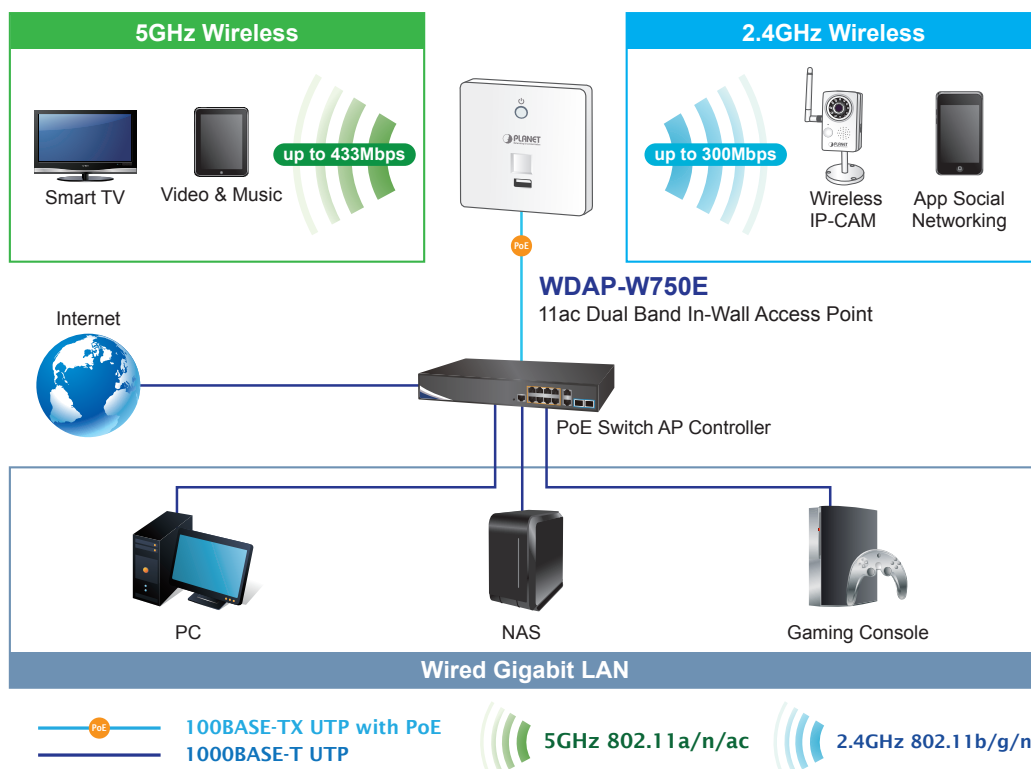 5GHz Wireless
2.4GHz Wireless
PLANET
up to 433Mbps
up to 300Mbps
PLANET
Smart TV
Video & Music
Wireless
IP-CAM
App Social
Networking
PoE
WDAP-W750E
11ac Dual Band In-Wall Access Point
Internet
PoE Switch AP Controller
PC
NAS
Gaming Console
Wired Gigabit LAN
PoE
100BASE-TX UTP with PoE
1000BASE-T UTP
5GHz 802.11a/n/ac
2.4GHz 802.11b/g/n